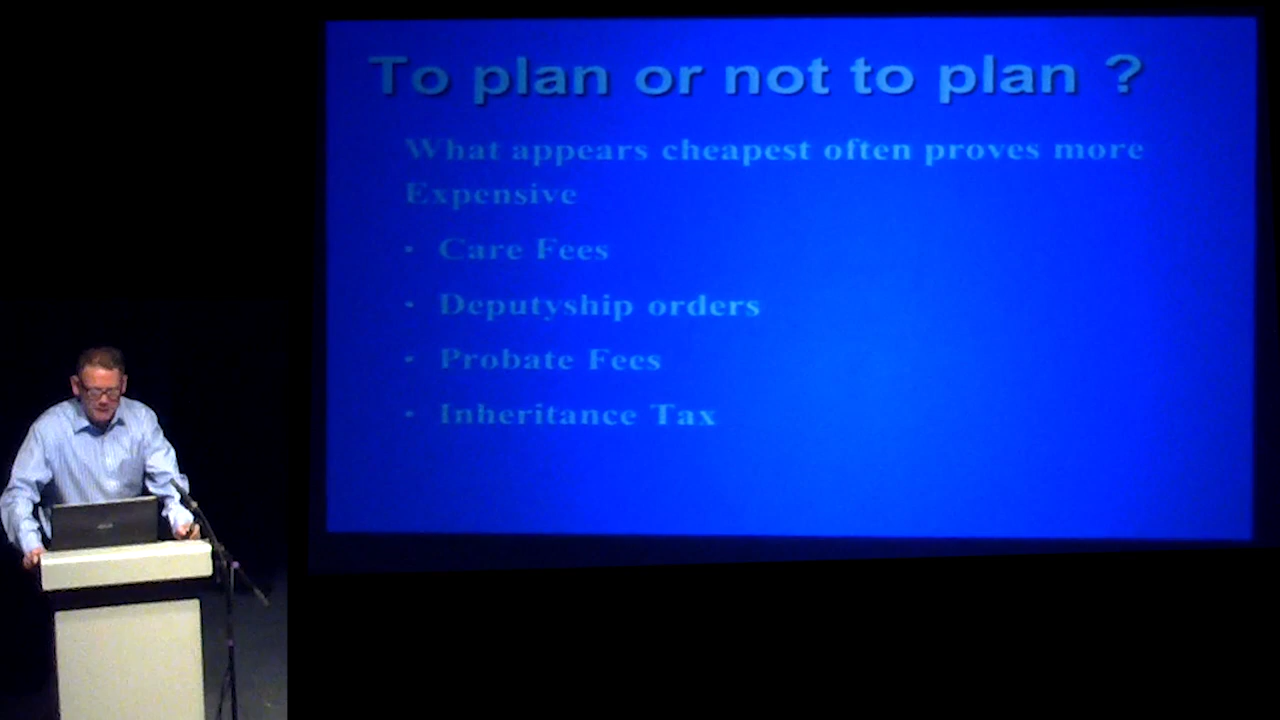 To plan or not to plan ?
What appears cheapest often proves more
Expensive
• Care Fees
• Deputyship orders
• Probate Fees
• Inheritance Tax